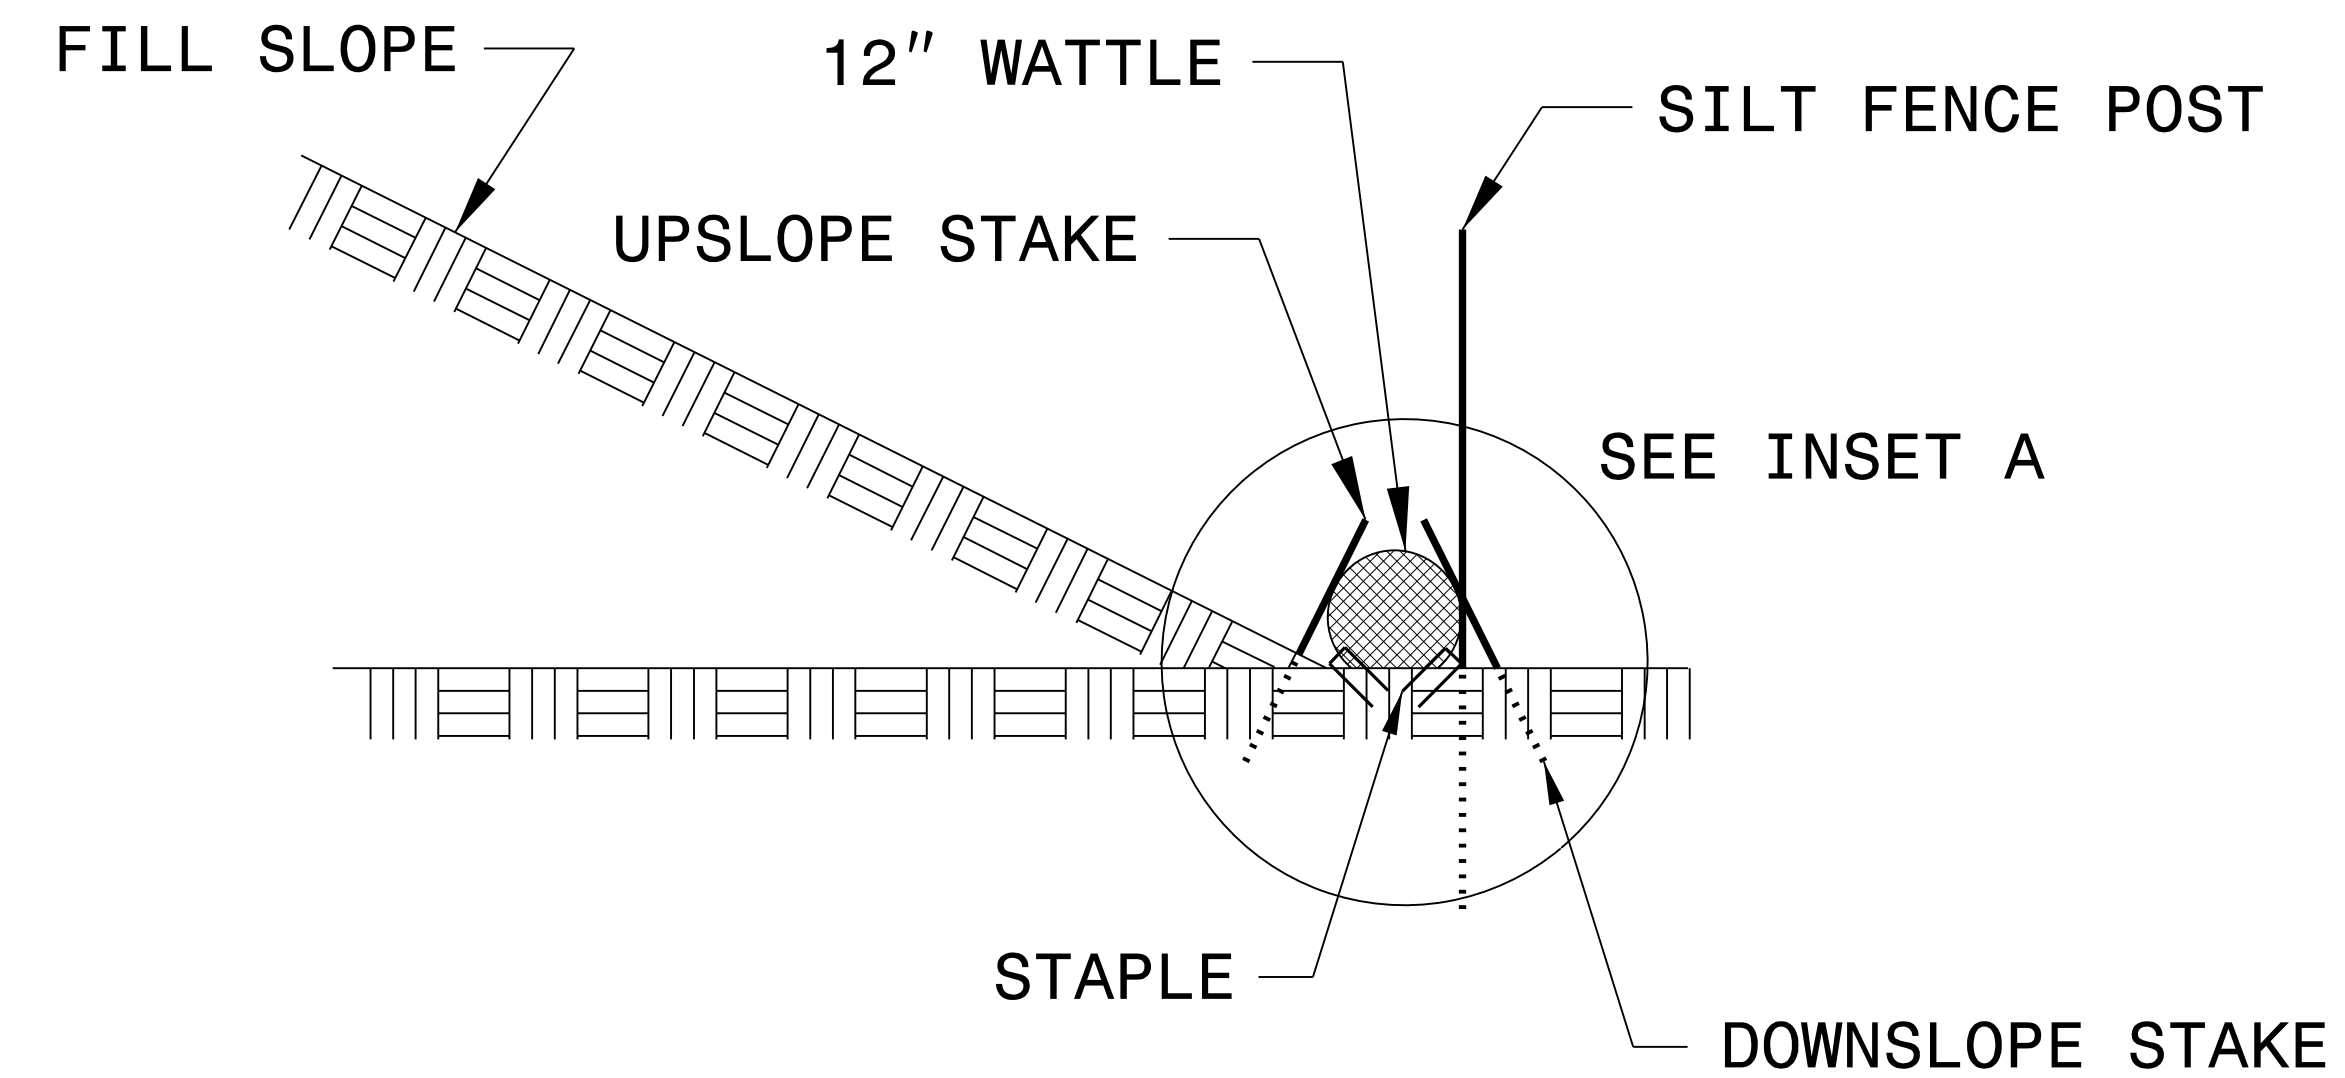 FILL SLOPE
12" WATTLE
SILT FENCE POST
UPSLOPE STAKE
SEE INSET A
STAPLE
DOWNSLOPE STAKE